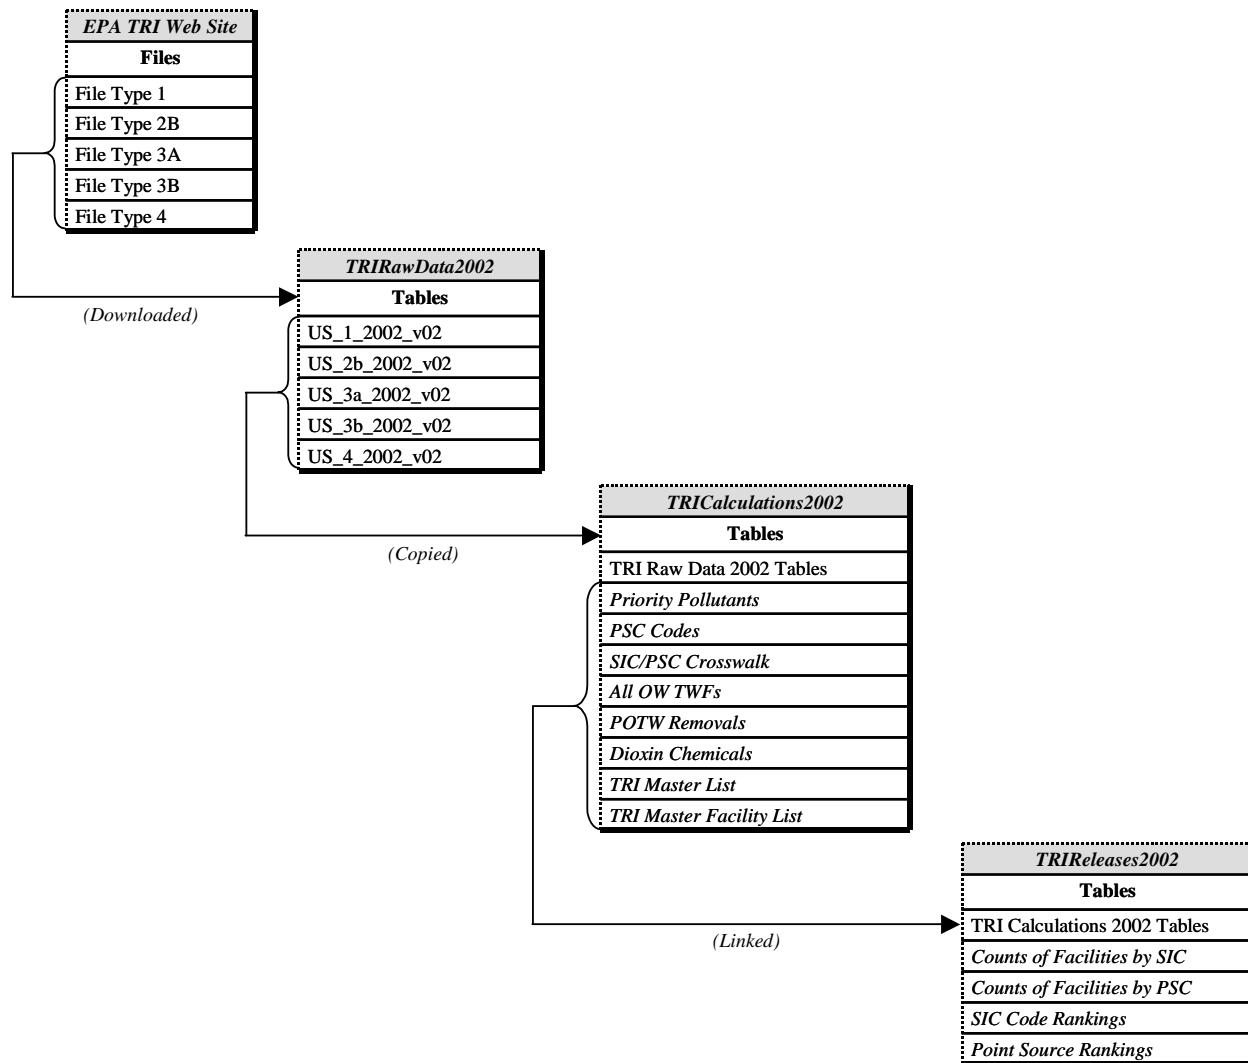 EPA TRI Web Site
Files
File Type 1
File Type 2B
File Type 3A
File Type 3B
File Type 4
(Downloaded)
TRIRawData2002
Tables
US_1_2002_v02
US_2b_2002_v02
US_3a_2002_v02
US_3b_2002_v02
US_4_2002_v02
(Copied)
TRICalculations2002
Tables
TRI Raw Data 2002 Tables
Priority Pollutants
PSC Codes
SIC/PSC Crosswalk
All OW TWFs
POTW Removals
Dioxin Chemicals
TRI Master List
TRI Master Facility List
(Linked)
TRIReleases2002
Tables
TRI Calculations 2002 Tables
Counts of Facilities by SIC
Counts of Facilities by PSC
SIC Code Rankings
Point Source Rankings